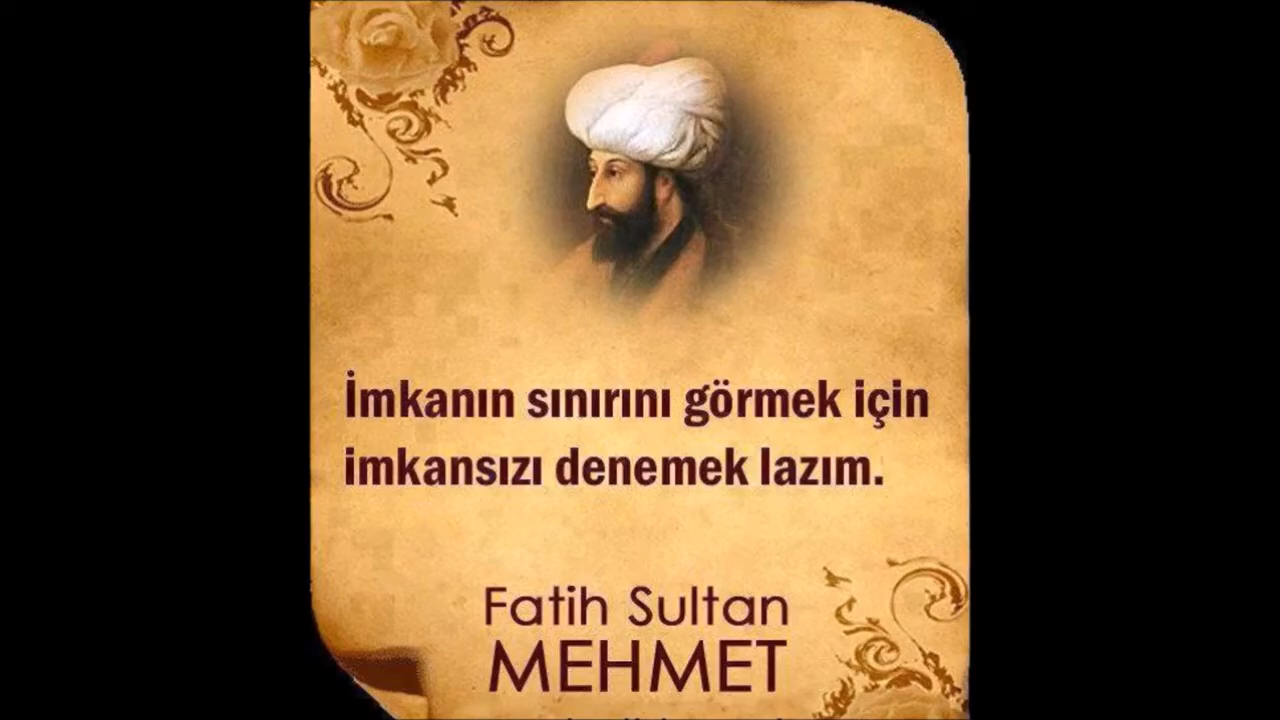 İmkanın sınırını görmek için
imkansızı denemek lazım.
Fatih Sultan
MEHMET